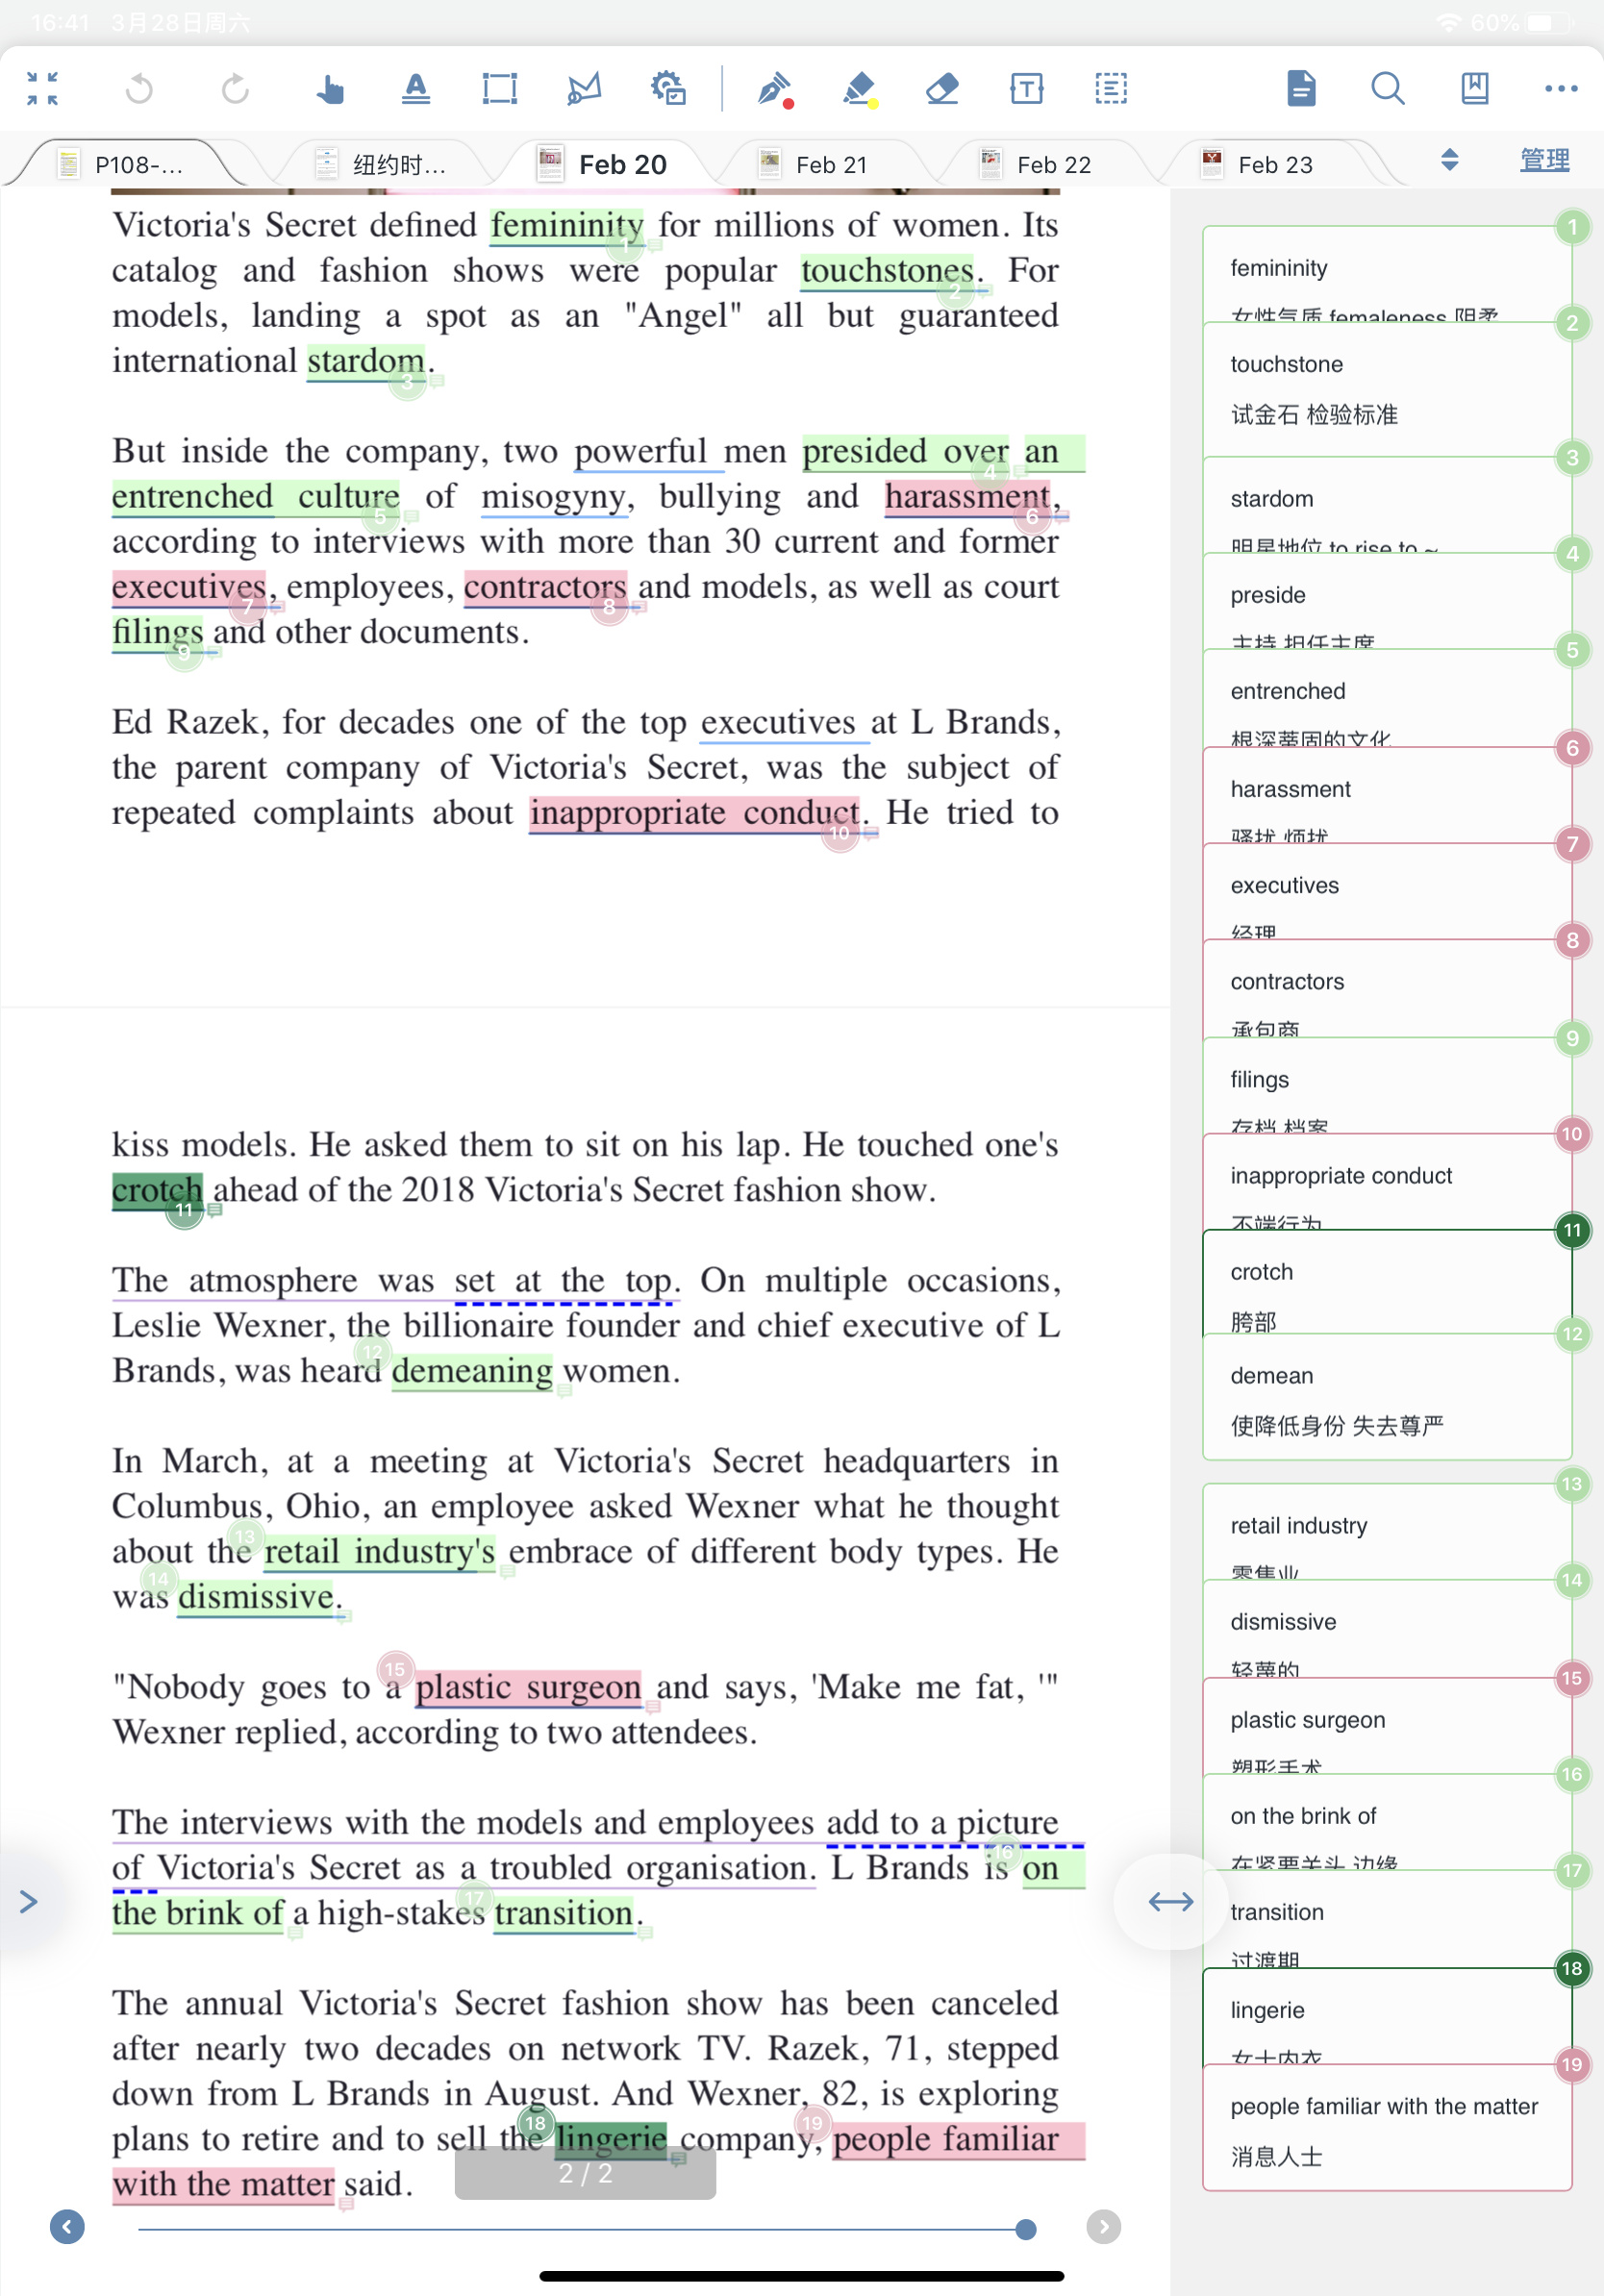 16:41 3月28日周六
60%
P108-...
纽约时...
Feb 20
Feb 21
Feb 22
Feb 23
管理
Victoria's Secret defined femininity for millions of women. Its
catalog and fashion shows were popular touchstones. For
models, landing a spot as an "Angel" all but guaranteed
international stardom.
But inside the company, two powerful men presided over an
entrenched culture of misogyny, bullying and harassment,
according to interviews with more than 30 current and former
executives, employees, contractors and models, as well as court
filings and other documents.
Ed Razek, for decades one of the top executives at L Brands,
the parent company of Victoria's Secret, was the subject of
repeated complaints about inappropriate conduct. He tried to
kiss models. He asked them to sit on his lap. He touched one's
crotch ahead of the 2018 Victoria's Secret fashion show.
The atmosphere was set at the top. On multiple occasions,
Leslie Wexner, the billionaire founder and chief executive of L
Brands, was heard demeaning women.
In March, at a meeting at Victoria's Secret headquarters in
Columbus, Ohio, an employee asked Wexner what he thought
about the retail industry's embrace of different body types. He
was dismissive.
"Nobody goes to a plastic surgeon and says, 'Make me fat, '"
Wexner replied, according to two attendees.
The interviews with the models and employees add to a picture
of Victoria's Secret as a troubled organisation. L Brands is on
the brink of a high-stakes transition.
The annual Victoria's Secret fashion show has been canceled
after nearly two decades on network TV. Razek, 71, stepped
down from L Brands in August. And Wexner, 82, is exploring
plans to retire and to sell the lingerie company, people familiar
with the matter said.
2 / 2
1
femininity
女性气质 femaleness 阴柔
2
touchstone
试金石 检验标准
3
stardom
明星地位 to rise to ~
4
preside
主持 担任主席
5
entrenched
根深蒂固的文化
6
harassment
骚扰 烦扰
7
executives
经理
8
contractors
承包商
9
filings
存档 档案
10
inappropriate conduct
不端行为
11
crotch
胯部
12
demean
使降低身份 失去尊严
13
retail industry
零售业
14
dismissive
轻蔑的
15
plastic surgeon
塑形手术
16
on the brink of
在紧要关头 边缘
17
transition
过渡期
18
lingerie
女士内衣
19
people familiar with the matter
消息人士